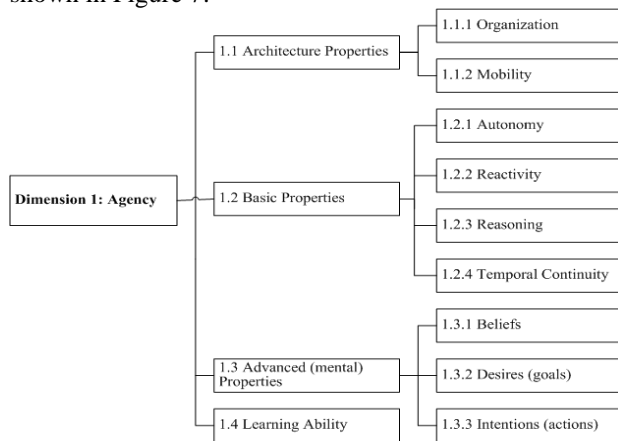 shown in Figure 7.
1.1.1 Organization
1.1 Architecture Properties
1.1.2 Mobility
1.2.1 Autonomy
1.2.2 Reactivity
Dimension 1: Agency
1.2 Basic Properties
1.2.3 Reasoning
1.2.4 Temporal Continuity
1.3.1 Beliefs
1.3 Advanced (mental)
Properties
1.3.2 Desires (goals)
1.4 Learning Ability
1.3.3 Intentions (actions)